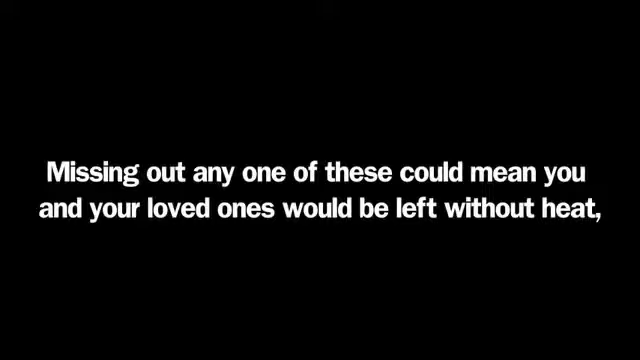 Missing out any one of these could mean you
and your loved ones would be left without heat,